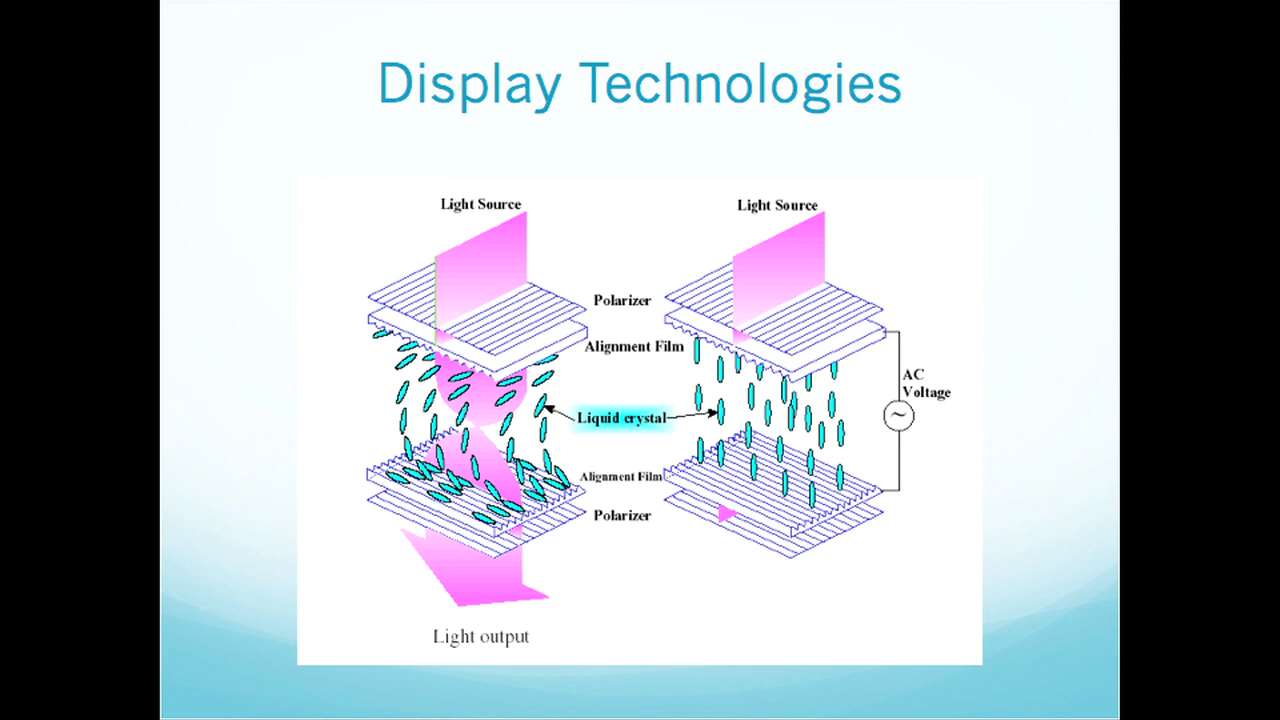 Display Technologies
Light Source
Light Source
Polarizer
Alignment Film
AC
Voltage
~
Liquid crystal
Alignment Film
Polarizer
Light output